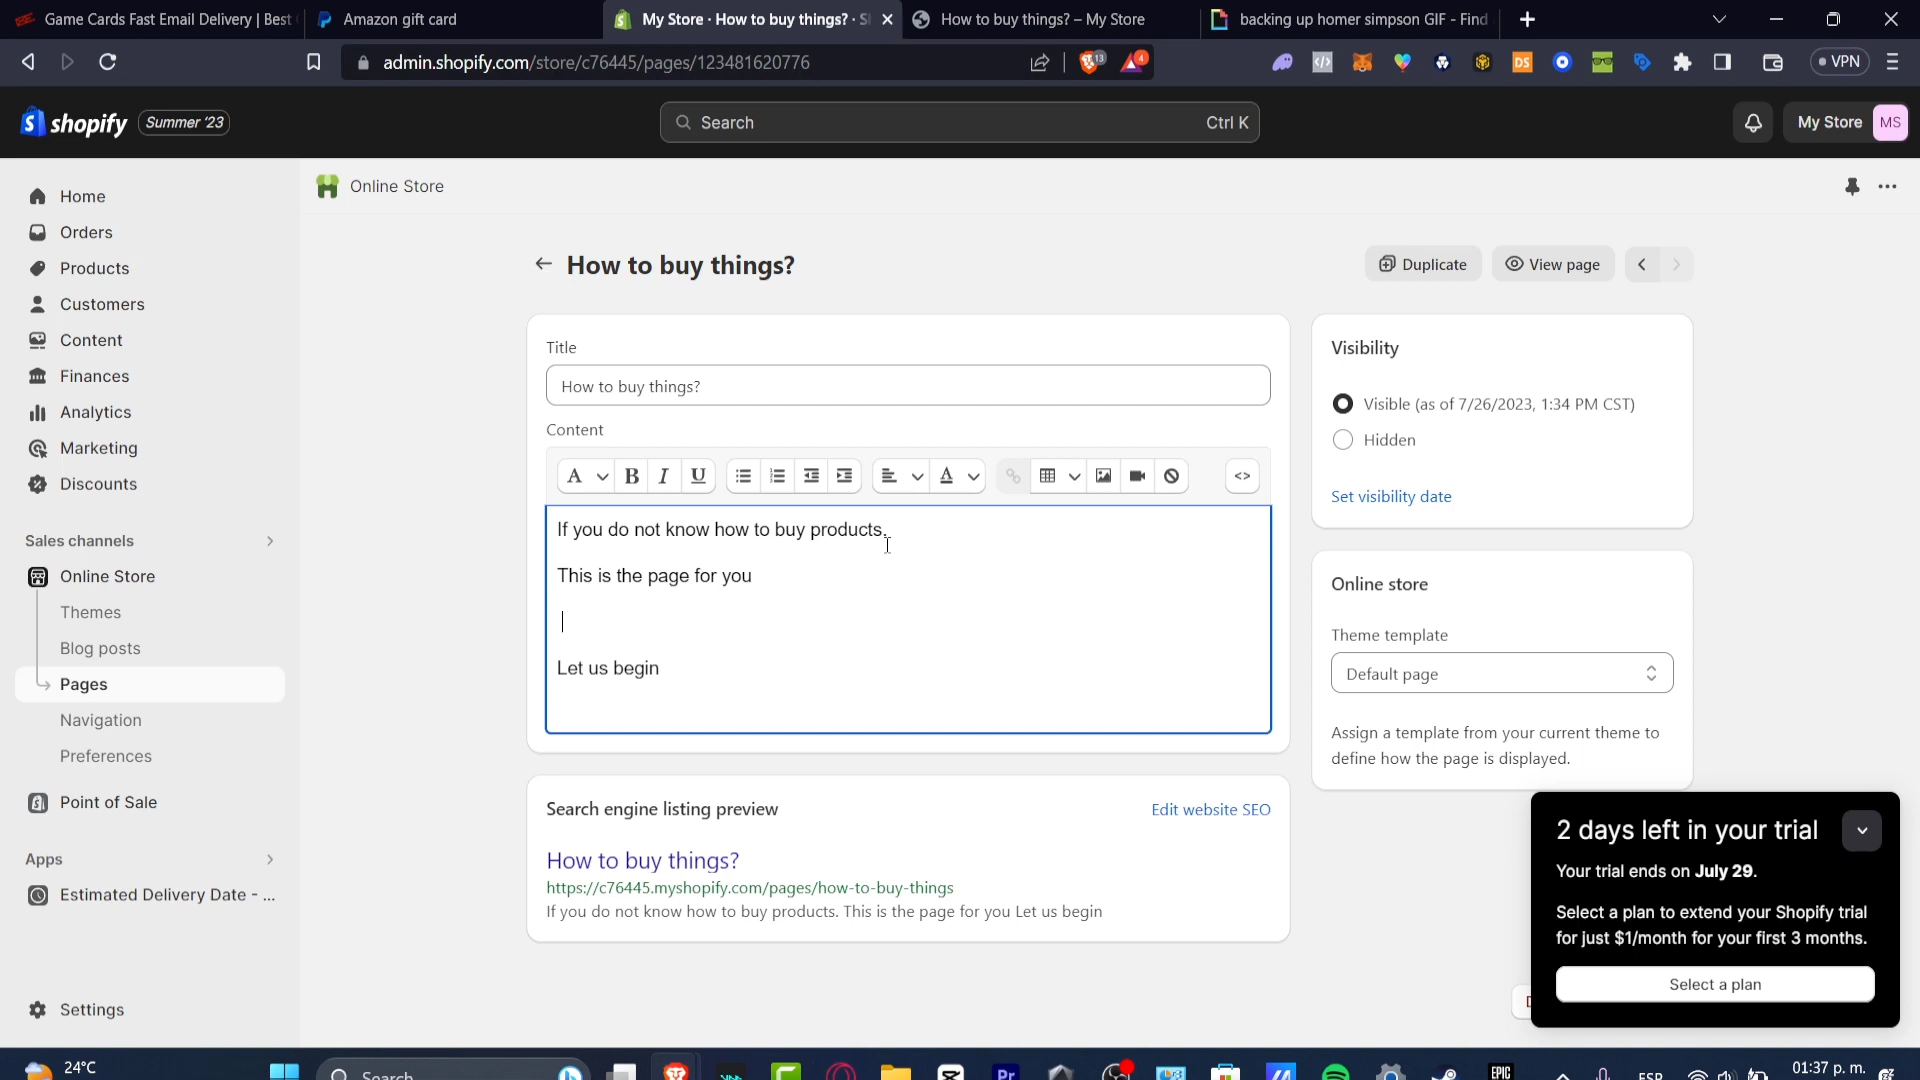 Game Cards Fast Email Delivery | Best
Amazon gift card
My Store · How to buy things? · S
How to buy things? – My Store
backing up homer simpson GIF - Find
admin.shopify.com/store/c76445/pages/123481620776
13
4
DS
VPN
shopify
Summer '23
Search
Ctrl K
My Store
MS
Home
Orders
Products
Customers
Content
Finances
Analytics
Marketing
Discounts
Sales channels
Online Store
Themes
Blog posts
Pages
Navigation
Preferences
Point of Sale
Apps
Estimated Delivery Date - ...
Settings
Online Store
How to buy things?
Duplicate
View page
Title
How to buy things?
Content
A B I U A <>
If you do not know how to buy products.
This is the page for you
Let us begin
Search engine listing preview
Edit website SEO
How to buy things?
https://c76445.myshopify.com/pages/how-to-buy-things
If you do not know how to buy products. This is the page for you Let us begin
Visibility
Visible (as of 7/26/2023, 1:34 PM CST)
Hidden
Set visibility date
Online store
Theme template
Default page
Assign a template from your current theme to
define how the page is displayed.
2 days left in your trial
Your trial ends on July 29.
Select a plan to extend your Shopify trial
for just $1/month for your first 3 months.
Select a plan
24°C
Search
Pr
EPIC
ESP
01:37 p. m.